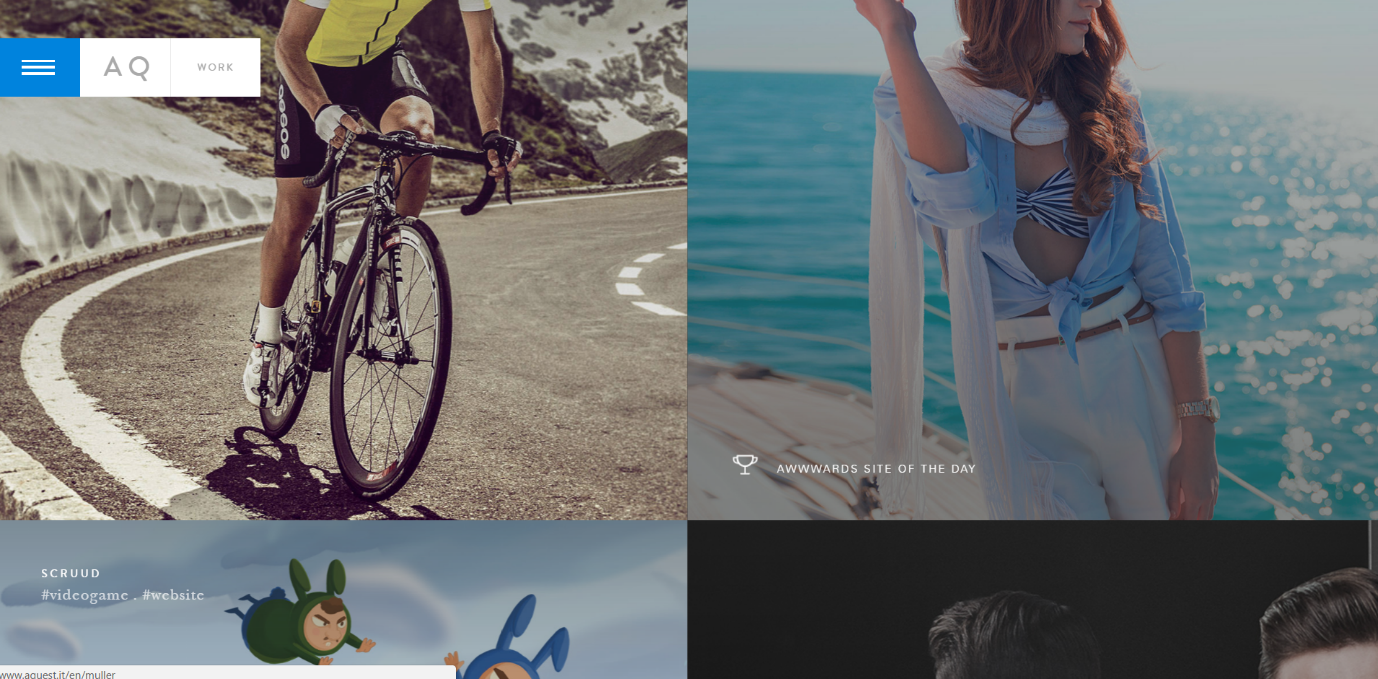 AQ
WORK
AWWWARDS SITE OF THE DAY
SCRUUD
#videogame . #website
www.aquest.it/en/muller